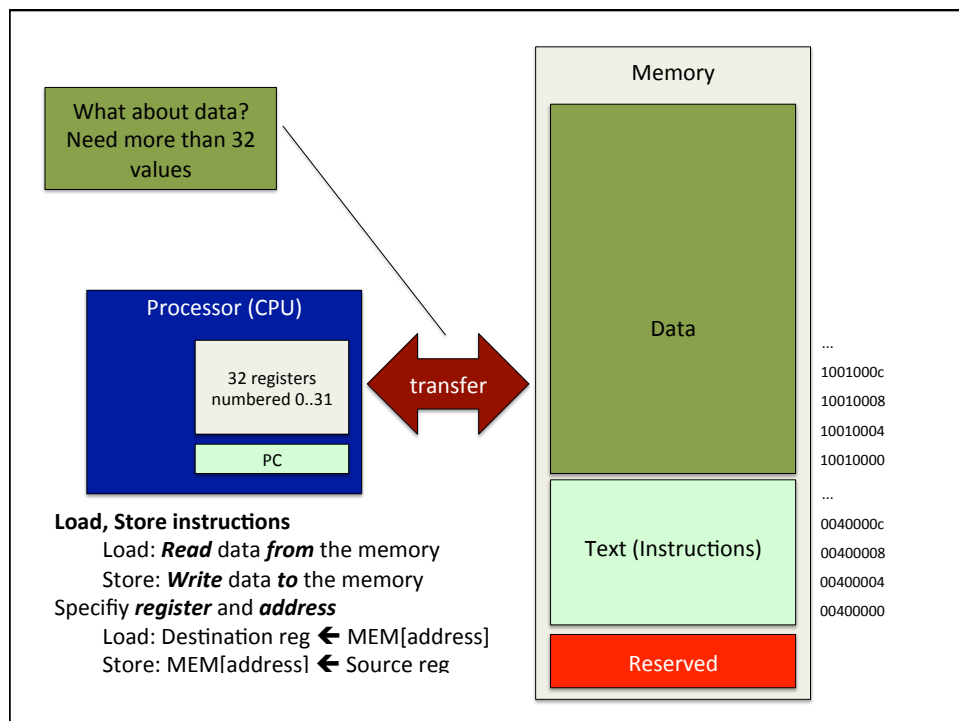 What about data?
Need more than 32
values
Processor (CPU)
32 registers
numbered 0..31
PC
transfer
Memory
Data
...
1001000c
10010008
10010004
10010000
Text (Instructions)
...
0040000c
00400008
00400004
00400000
Reserved
Load, Store instructions
Load: Read data from the memory
Store: Write data to the memory
Specifiy register and address
Load: Destination reg 🡰 MEM[address]
Store: MEM[address] 🡰 Source reg